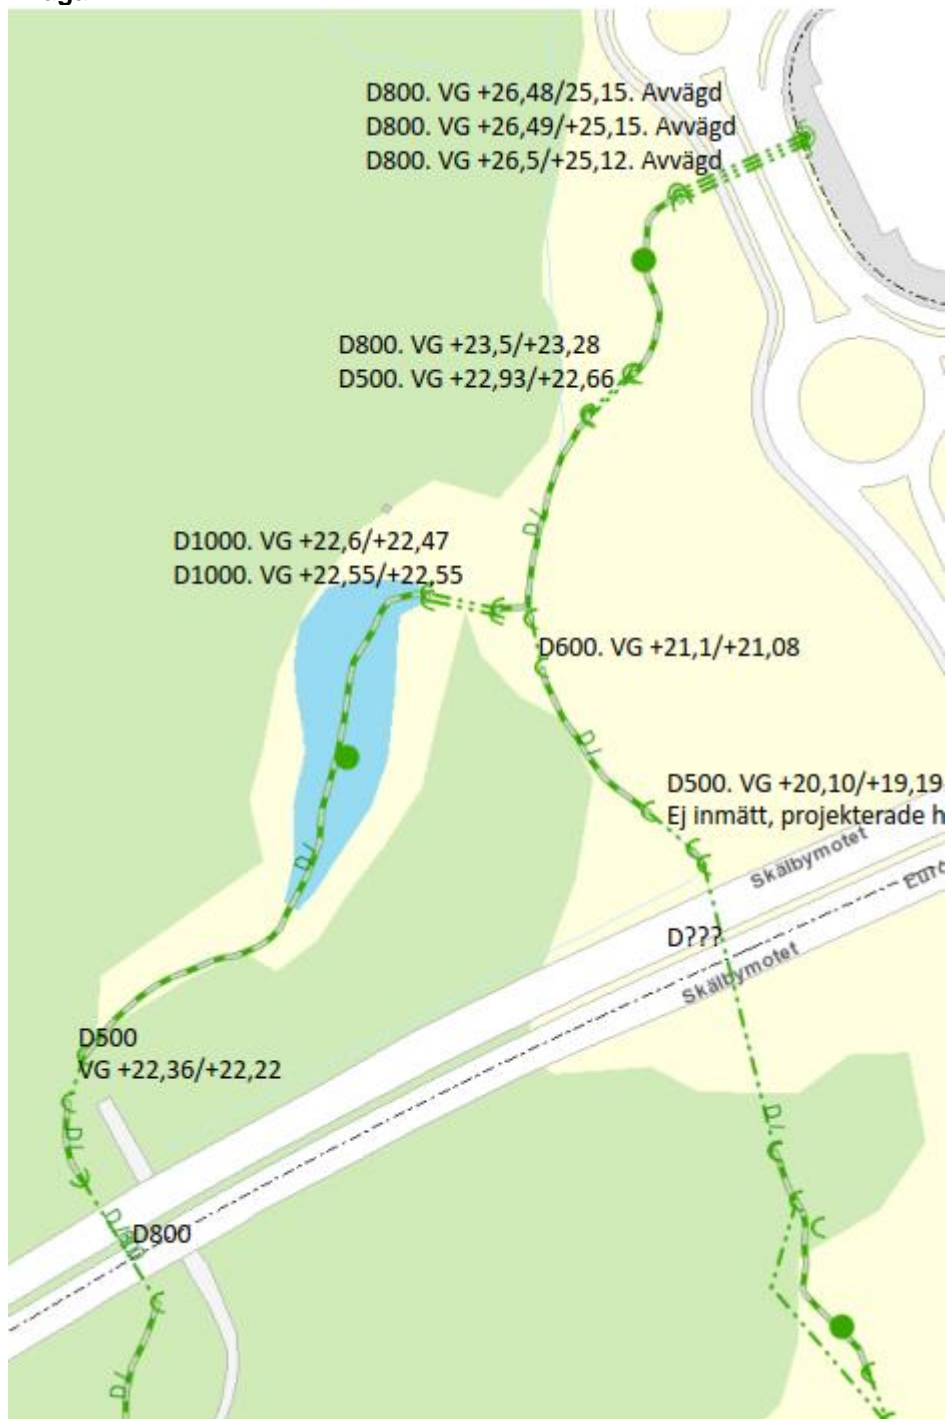 D800. VG +26,48/25,15. Avvägd
D800. VG +26,49/+25,15. Avvägd
D800. VG +26,5/+25,12. Avvägd
D800. VG +23,5/+23,28
D500. VG +22,93/+22,66
D/
D1000. VG +22,6/+22,47
D1000. VG +22,55/+22,55
D600. VG +21,1/+21,08
D/
D500. VG +20,10/+19,19
Ej inmätt, projekterade h
D/
Skälbymotet
Euro
D???
Skälbymotet
D500
VG +22,36/+22,22
D/
D/
D/800
D800
D/